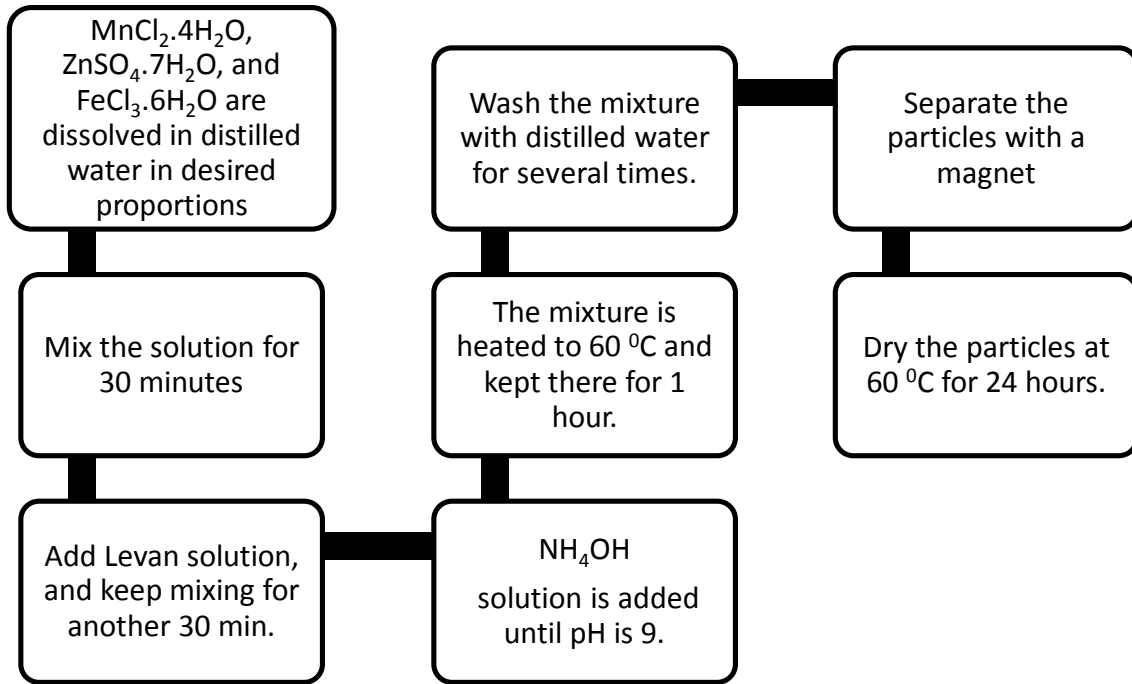 MnCl₂.4H₂O,
ZnSO₄.7H₂O, and
FeCl₃.6H₂O are
dissolved in distilled
water in desired
proportions
Mix the solution for
30 minutes
Add Levan solution,
and keep mixing for
another 30 min.
NH₄OH
solution is added
until pH is 9.
The mixture is
heated to 60 ⁰C and
kept there for 1
hour.
Wash the mixture
with distilled water
for several times.
Separate the
particles with a
magnet
Dry the particles at
60 ⁰C for 24 hours.